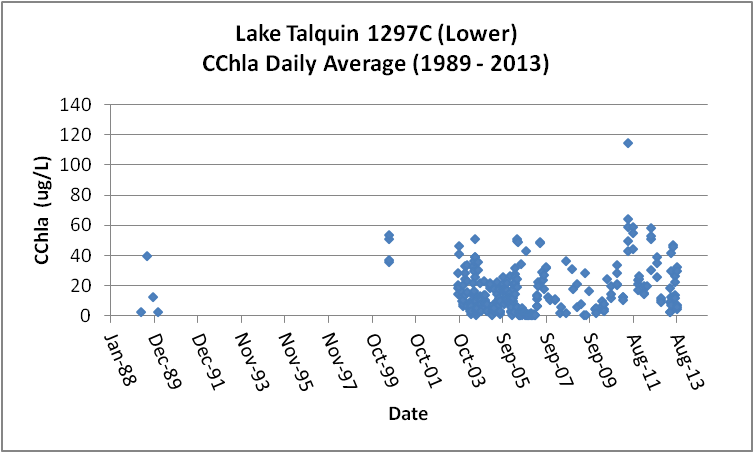 Lake Talquin 1297C (Lower)
CChla Daily Average (1989 - 2013)
CChla (ug/L)
140
120
100
80
60
40
20
0
Jan-88
Dec-89
Dec-91
Nov-93
Nov-95
Nov-97
Oct-99
Oct-01
Oct-03
Sep-05
Sep-07
Sep-09
Aug-11
Aug-13
Date